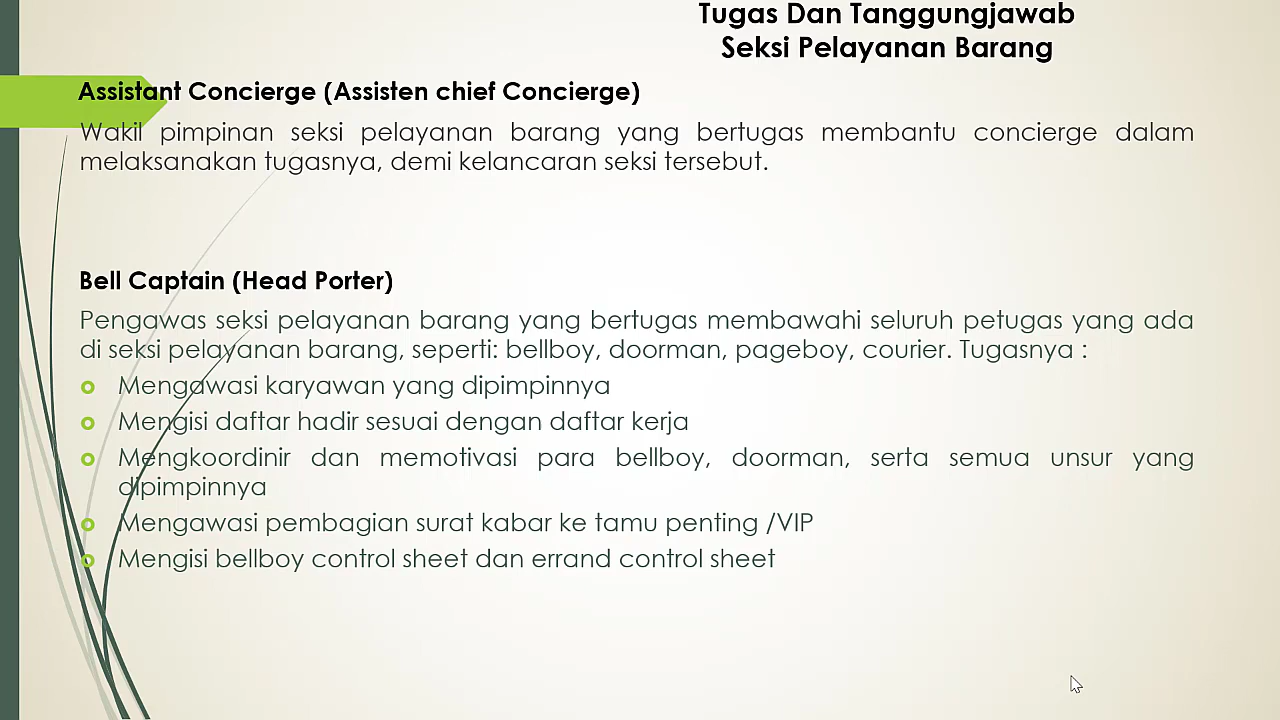 Tugas Dan Tanggungjawab
Seksi Pelayanan Barang
Assistant Concierge (Assisten chief Concierge)
Wakil pimpinan seksi pelayanan barang yang bertugas membantu concierge dalam
melaksanakan tugasnya, demi kelancaran seksi tersebut.
Bell Captain (Head Porter)
Pengawas seksi pelayanan barang yang bertugas membawahi seluruh petugas yang ada
di seksi pelayanan barang, seperti: bellboy, doorman, pageboy, courier. Tugasnya :
Mengawasi karyawan yang dipimpinnya
Mengisi daftar hadir sesuai dengan daftar kerja
Mengkoordinir dan memotivasi para bellboy, doorman, serta semua unsur yang
dipimpinnya
Mengawasi pembagian surat kabar ke tamu penting /VIP
Mengisi bellboy control sheet dan errand control sheet